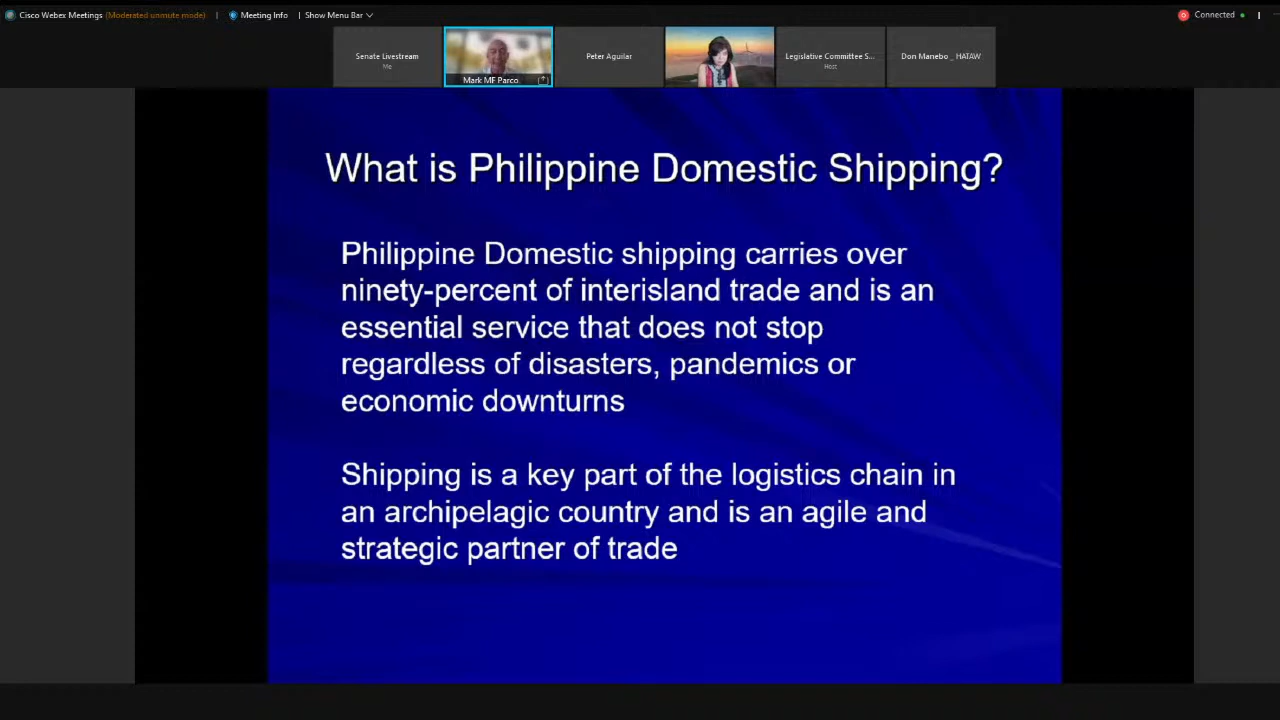 Cisco Webex Meetings (Moderated unmute mode) | Meeting Info | Show Menu Bar
Connected
Senate Livestream
Me
Mark MF Parco
Peter Aguilar
Legislative Committee S...
Host
Don Manebo _ HATAW
What is Philippine Domestic Shipping?
Philippine Domestic shipping carries over
ninety-percent of interisland trade and is an
essential service that does not stop
regardless of disasters, pandemics or
economic downturns
Shipping is a key part of the logistics chain in
an archipelagic country and is an agile and
strategic partner of trade